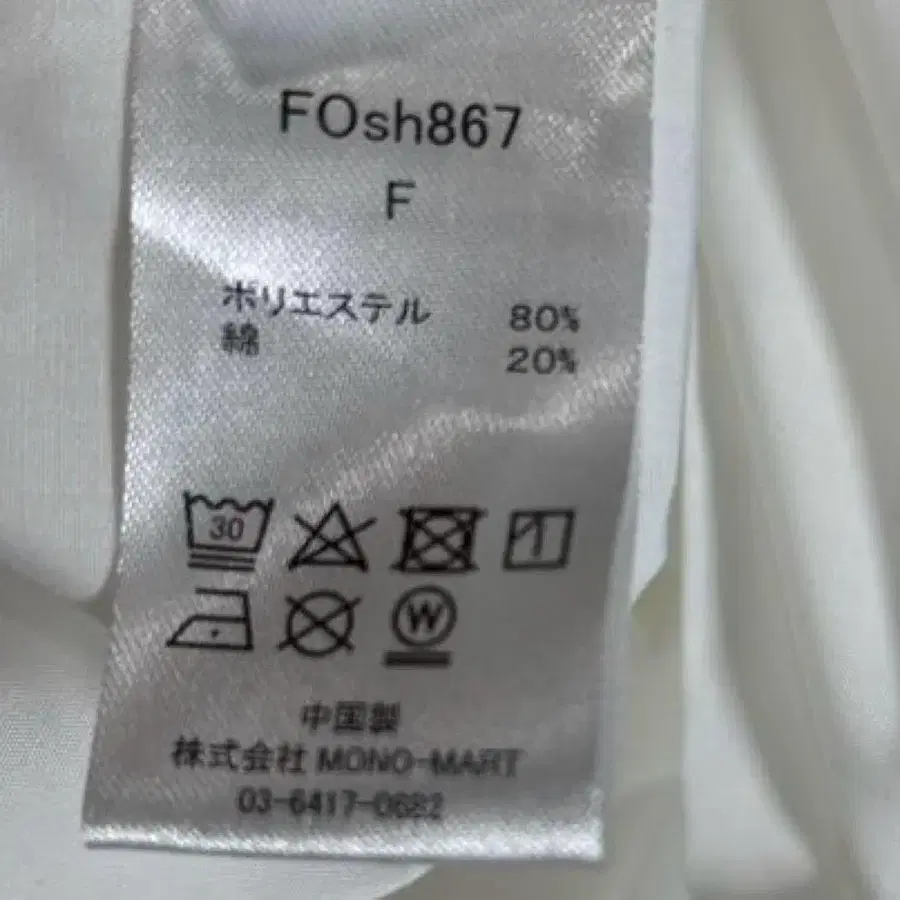 FOsh867
F
ポリエステル 80%
綿 20%
30
W
中国製
株式会社 MONO-MART
03-6417-0682